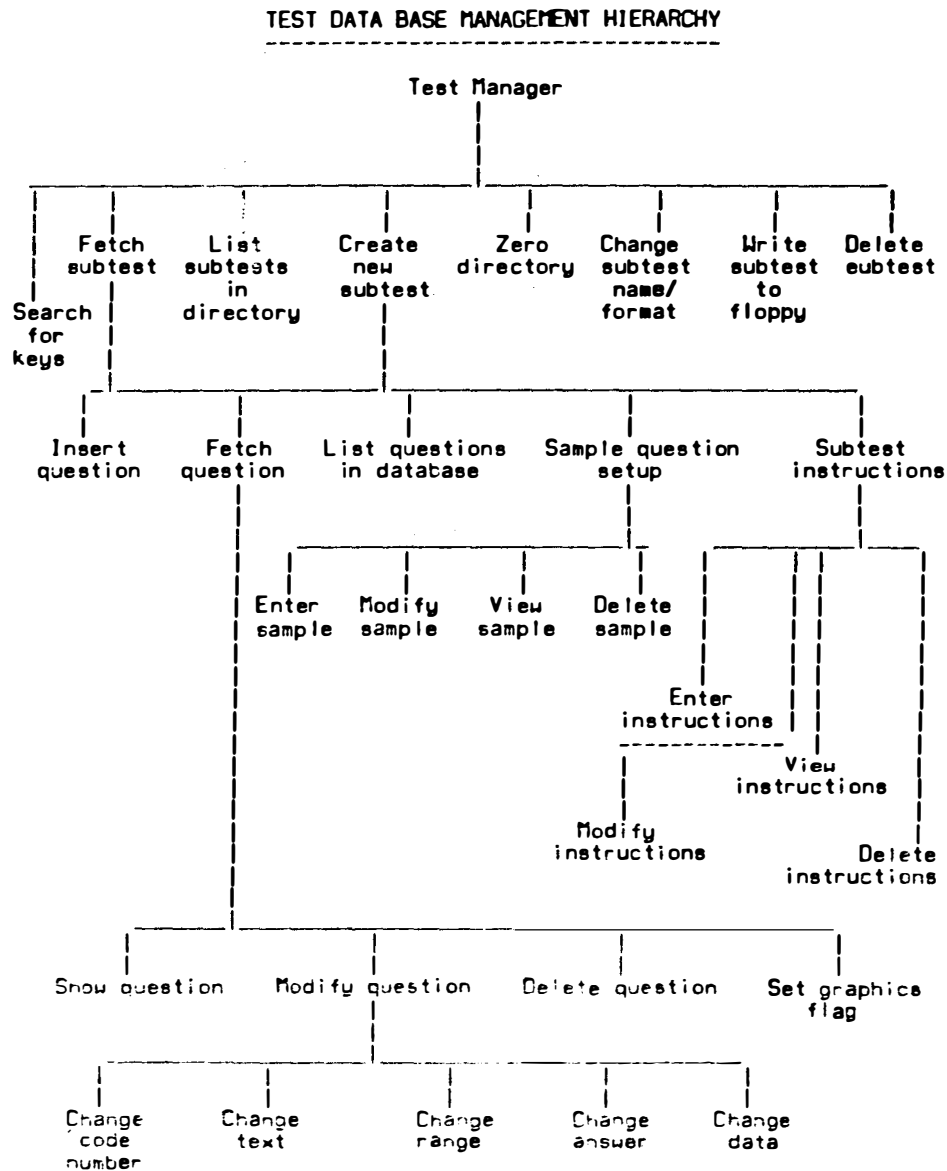 TEST DATA BASE MANAGEMENT HIERARCHY
Test Manager
Search
for
keys
Fetch
subtest
List
subtests
in
directory
Create
new
subtest
Zero
directory
Change
subtest
name/
format
Write
subtest
to
floppy
Delete
subtest
Insert
question
Fetch
question
List questions
in database
Sample question
setup
Subtest
instructions
Enter
sample
Modify
sample
View
sample
Delete
sample
Enter
instructions
View
instructions
Modify
instructions
Delete
instructions
Show question
Modify question
Delete question
Set graphics
flag
Change
code
number
Change
text
Change
range
Change
answer
Change
data